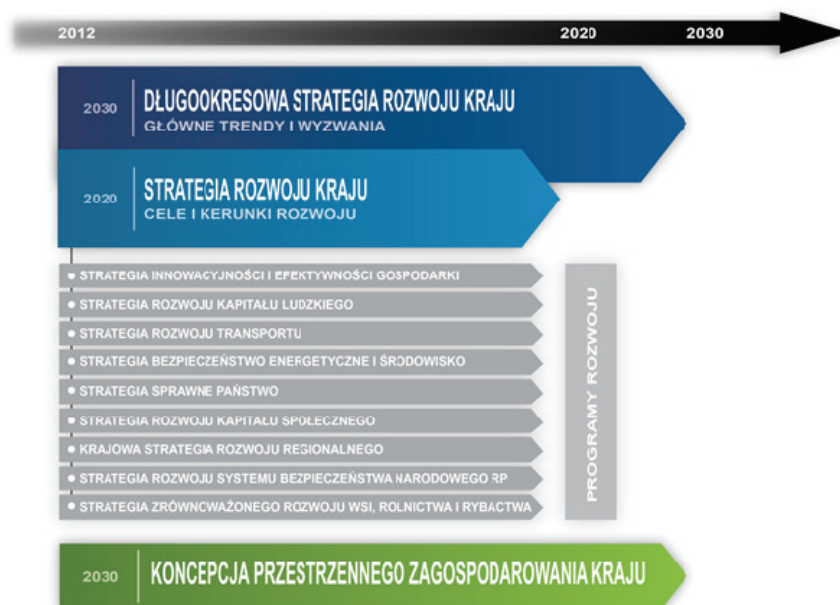 2012 2020 2030
2030 DŁUGOOKRESOWA STRATEGIA ROZWOJU KRAJU
GŁÓWNE TRENDY I WYZWANIA
2020 STRATEGIA ROZWOJU KRAJU
CELE I KERUNKI ROZWOJU
STRATEGIA INNOWACYJNOŚCI I EFEKTYWNOŚCI GOSPODARKI
STRATEGIA ROZWOJU KAPITAŁU LUDZKIEGO
STRATEGIA ROZWOJU TRANSPORTU
STRATEGIA BEZPIECZEŃSTWO ENERGETYCZNE I ŚRODOWISKO
STRATEGIA SPRAWNE PAŃSTWO
STRATEGIA ROZWOJU KAPITAŁU SPOŁECZNEGO
KRAJOWA STRATEGIA ROZWOJU REGIONALNEGO
STRATEGIA ROZWOJU SYSTEMU BEZPIECZEŃSTWA NARODOWEGO RP
STRATEGIA ZRÓWNOWAŻONEGO ROZWOJU WSI, ROLNICTWA I RYBACTWA
PROGRAMY ROZWOJU
2030 KONCEPCJA PRZESTRZENNEGO ZAGOSPODAROWANIA KRAJU